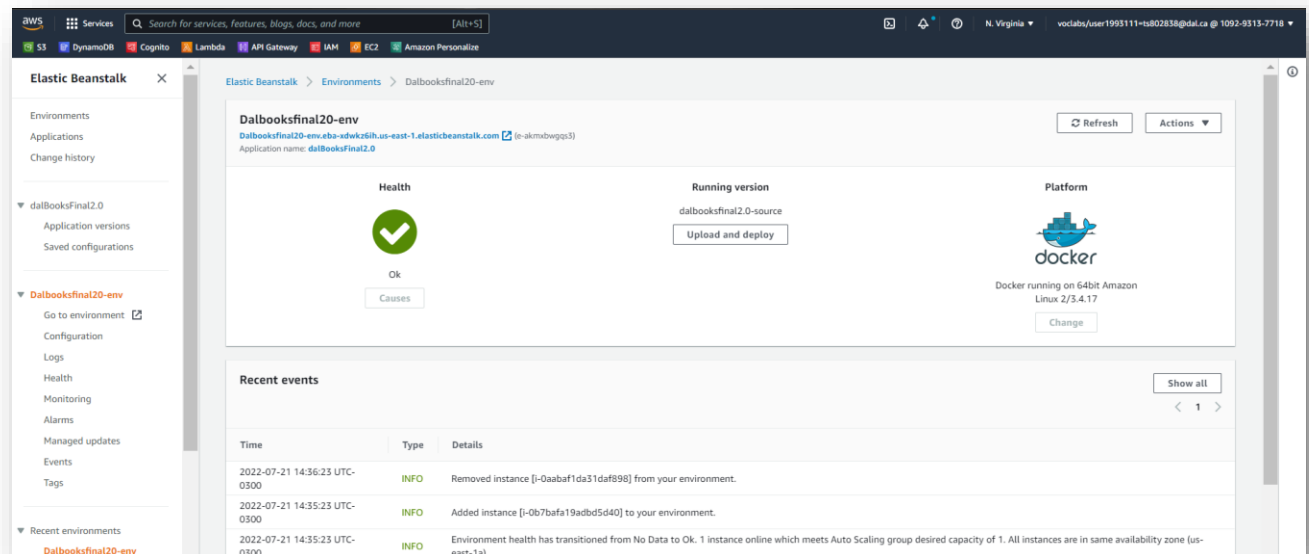 aws
Services
Search for services, features, blogs, docs, and more
[Alt+S]
N. Virginia ▼
voclabs/user1993111=ts802838@dal.ca @ 1092-9313-7718 ▼
S3
DynamoDB
Cognito
Lambda
API Gateway
IAM
EC2
Amazon Personalize
Elastic Beanstalk
Environments
Applications
Change history
dalBooksFinal2.0
Application versions
Saved configurations
Dalbooksfinal20-env
Go to environment
Configuration
Logs
Health
Monitoring
Alarms
Managed updates
Events
Tags
Recent environments
Dalbooksfinal20-env
Elastic Beanstalk > Environments > Dalbooksfinal20-env
Dalbooksfinal20-env
Dalbooksfinal20-env.eba-xdwkz6ih.us-east-1.elasticbeanstalk.com (e-akmxbwgqs3)
Application name: dalBooksFinal2.0
Refresh
Actions ▼
Health
Ok
Causes
Running version
dalbooksfinal2.0-source
Upload and deploy
Platform
docker
Docker running on 64bit Amazon
Linux 2/3.4.17
Change
Recent events
Show all
< 1 >
Time Type Details
2022-07-21 14:36:23 UTC-
0300
INFO
Removed instance [i-0aabaf1da31daf898] from your environment.
2022-07-21 14:35:23 UTC-
0300
INFO
Added instance [i-0b7bafa19adbd5d40] to your environment.
2022-07-21 14:35:23 UTC-
0300
INFO
Environment health has transitioned from No Data to Ok. 1 instance online which meets Auto Scaling group desired capacity of 1. All instances are in same availability zone (us-
east-1a)